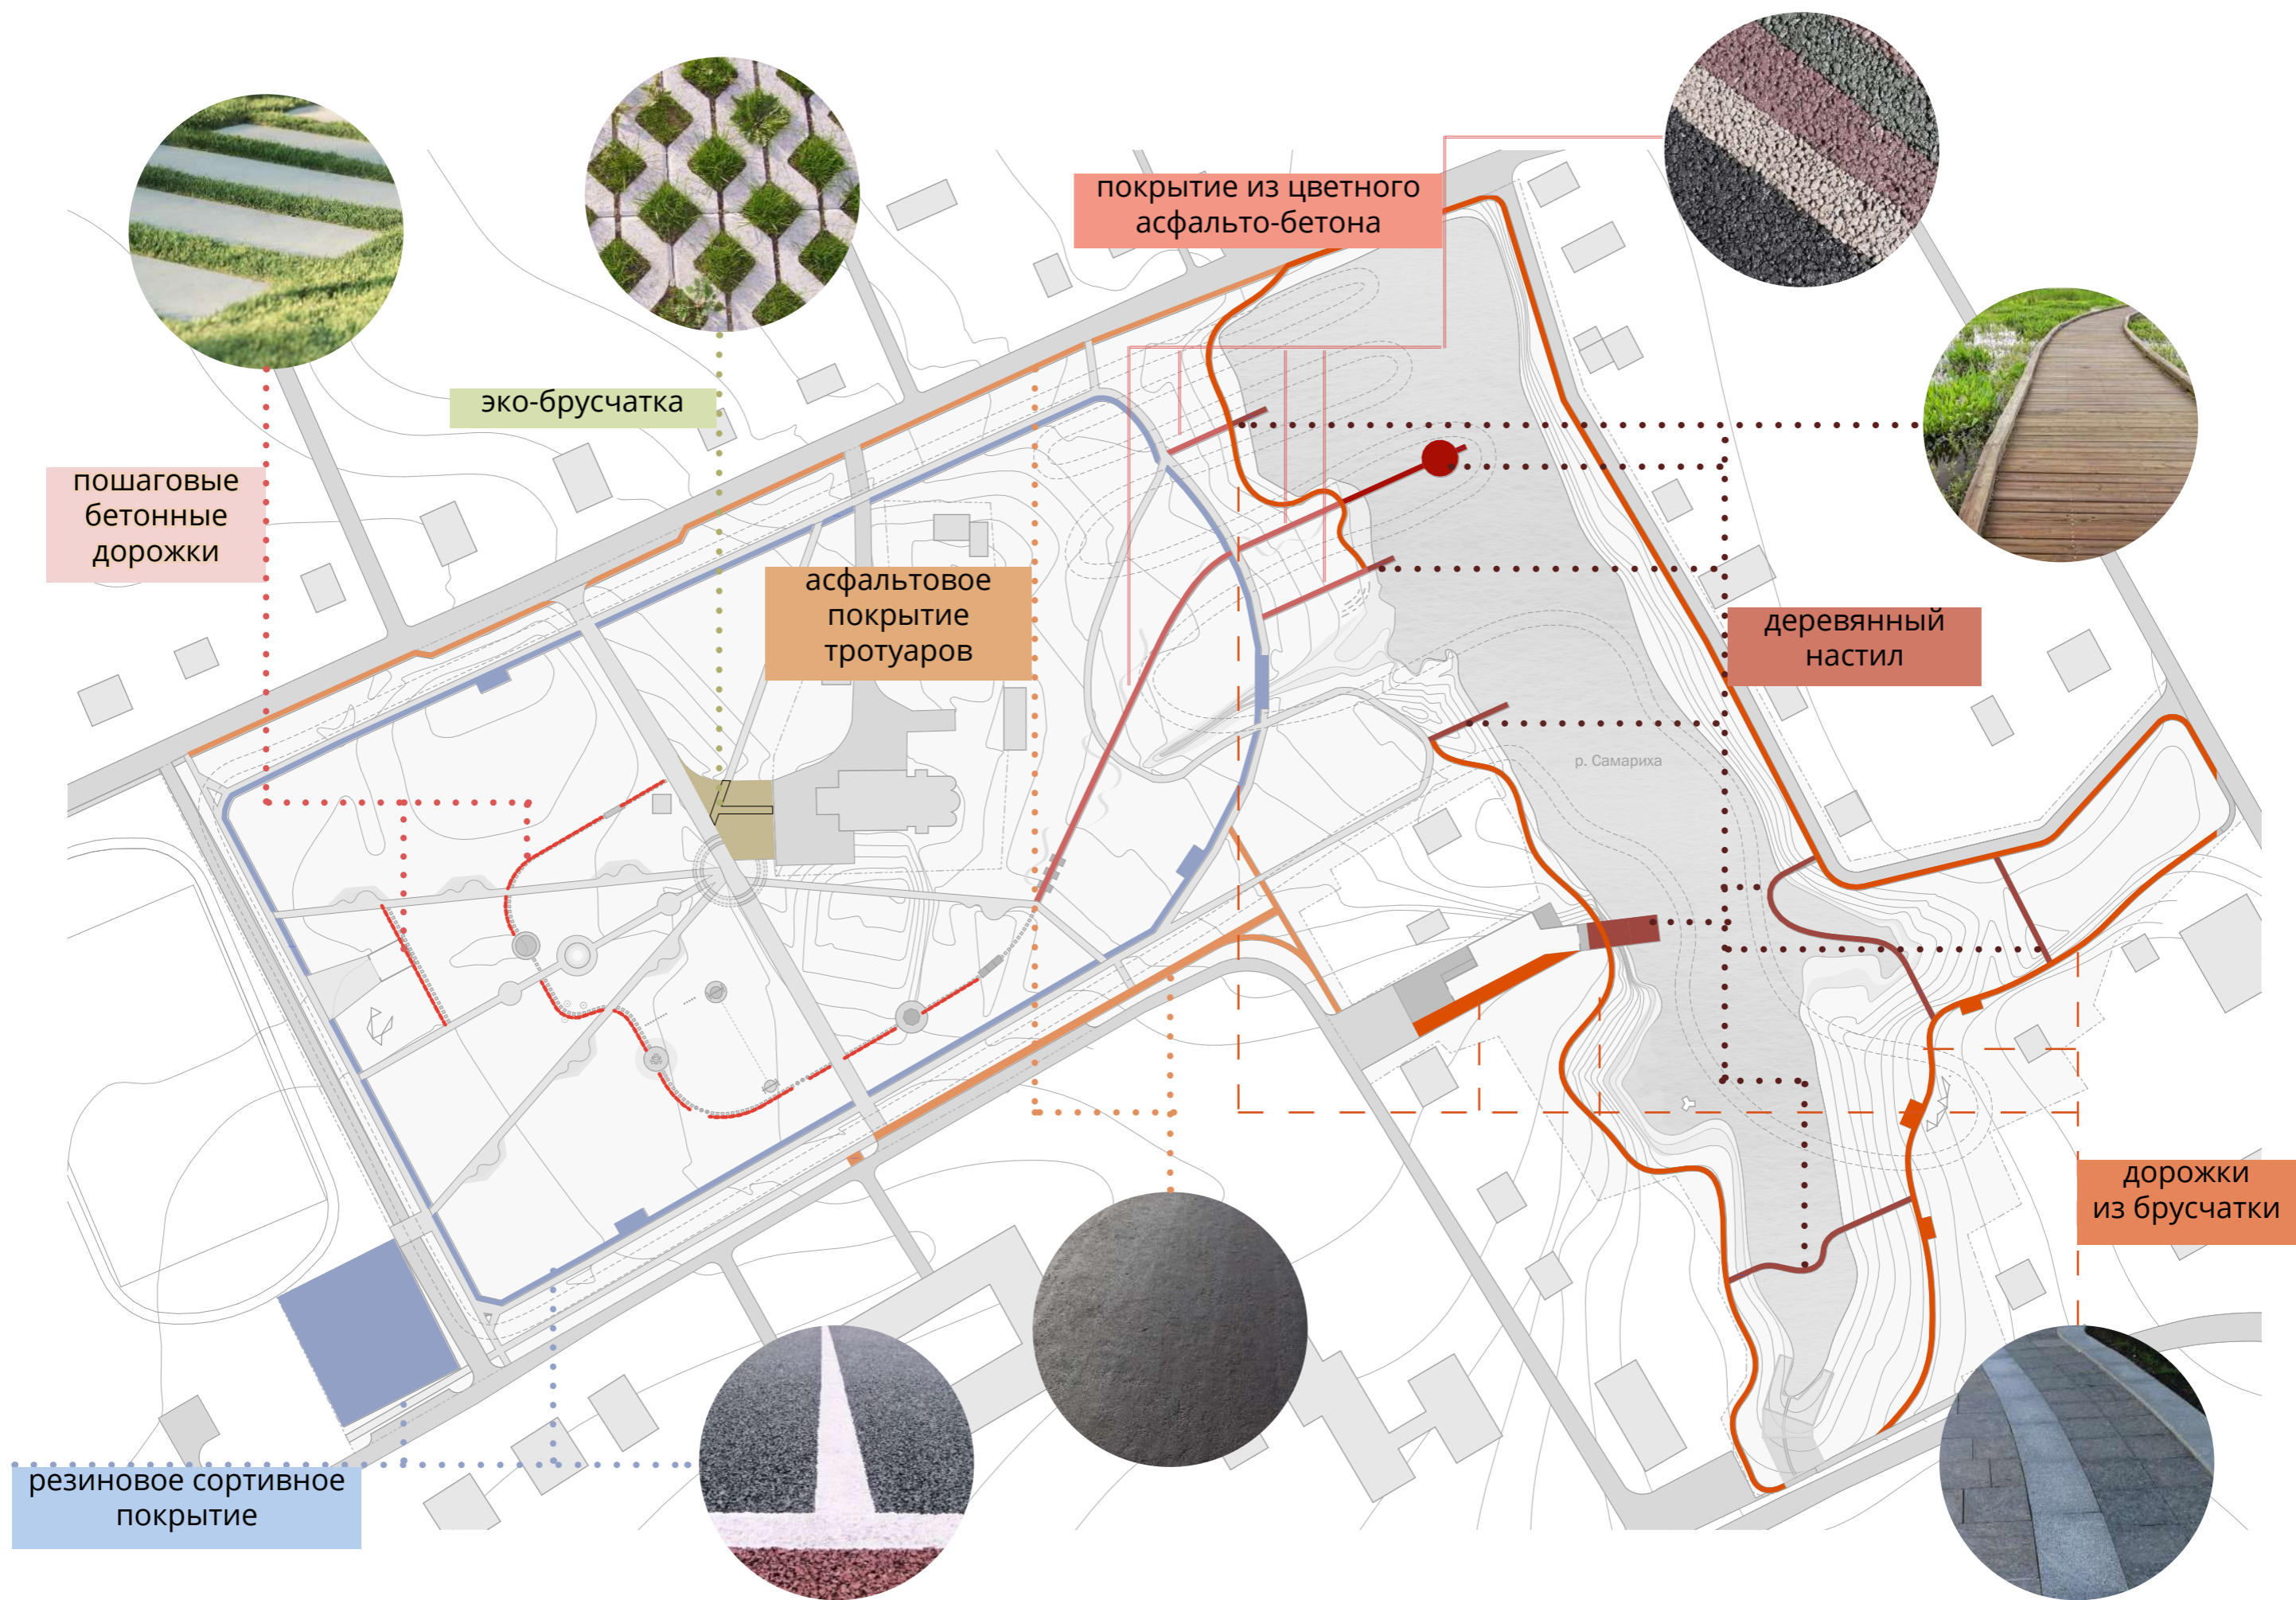 покрытие из цветного
асфальто-бетона
эко-брусчатка
пошаговые
бетонные
дорожки
асфальтовое
покрытие
тротуаров
деревянный
настил
р. Самариха
дорожки
из брусчатки
резиновое сортивное
покрытие